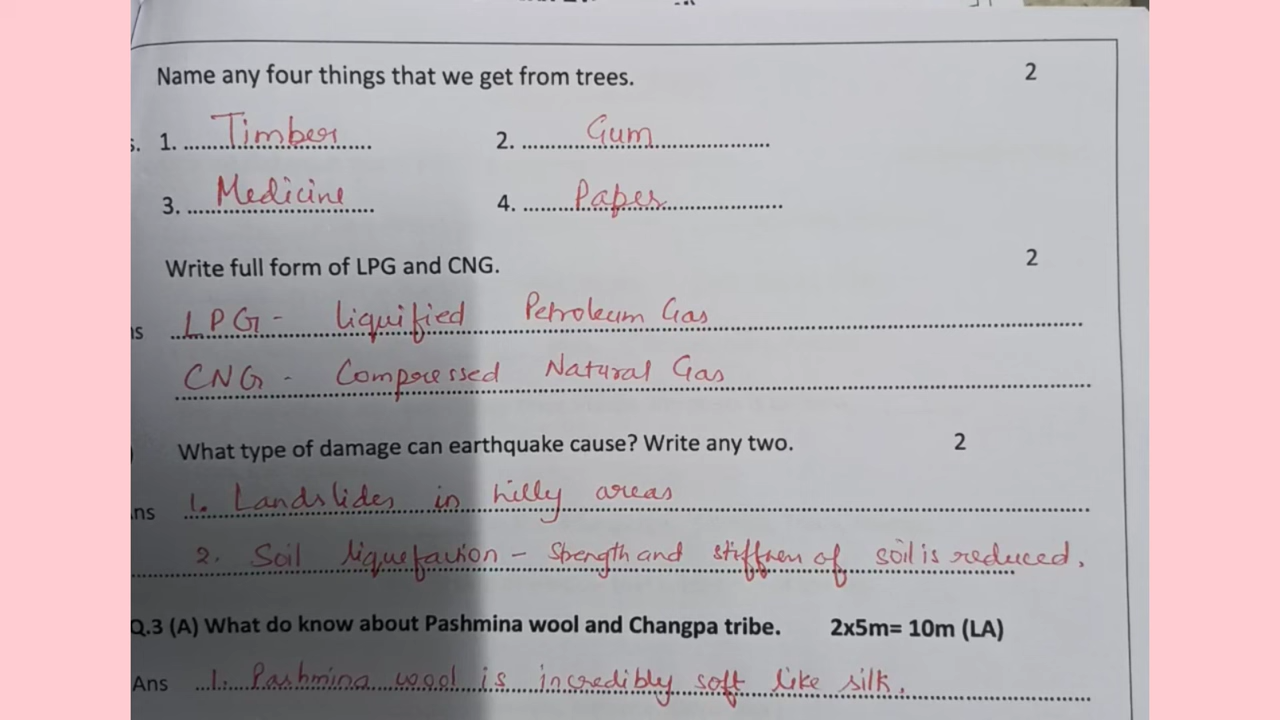 Name any four things that we get from trees. 2
s. 1. Timber 2. Gum
3. Medicine 4. Paper
Write full form of LPG and CNG. 2
ns LPG - Liquified Petroleum Gas
CNG - Compressed Natural Gas
) What type of damage can earthquake cause? Write any two. 2
Ans 1. Landslides in hilly areas
2. Soil liquefaction - Strength and stiffness of soil is reduced.
Q.3 (A) What do know about Pashmina wool and Changpa tribe. 2x5m= 10m (LA)
Ans 1. Pashmina wool is incredibly soft like silk.